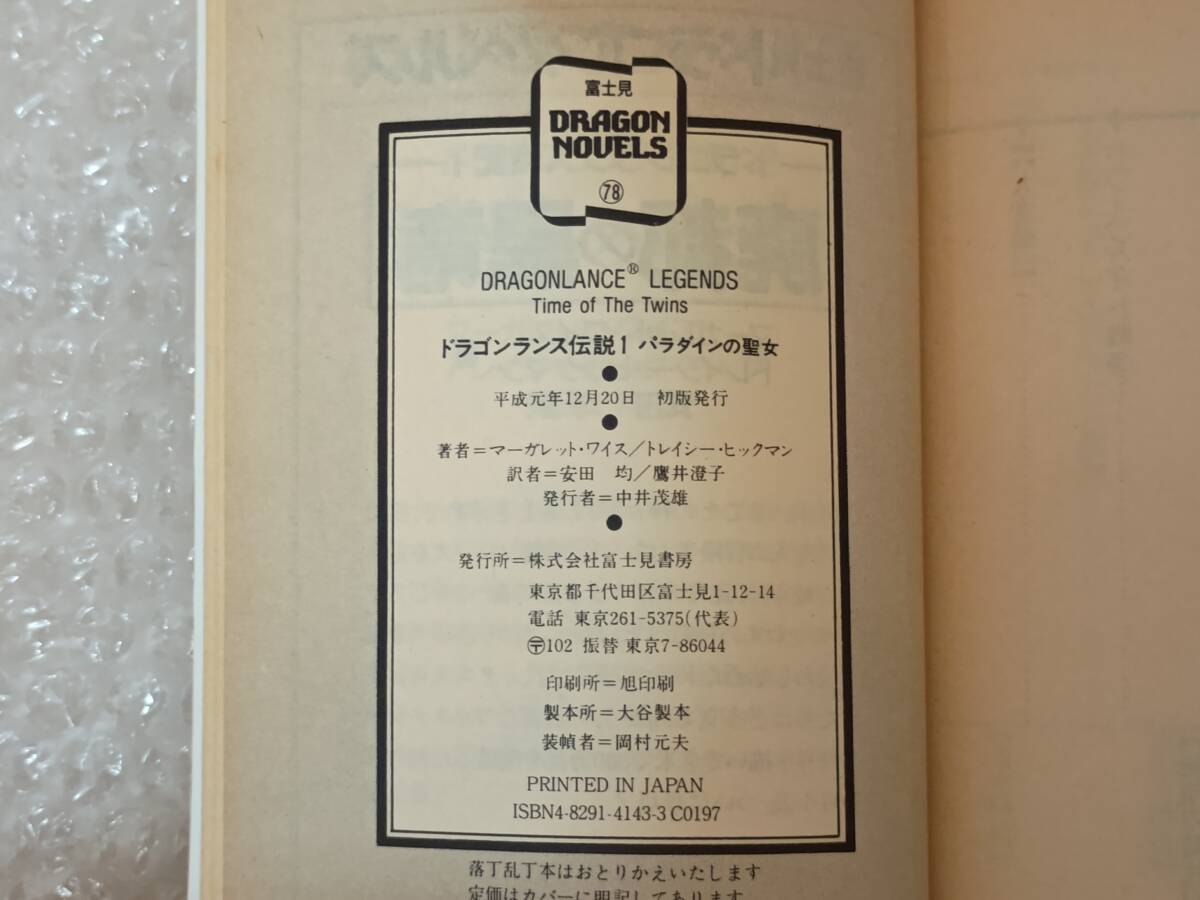 富士見
DRAGON
NOVELS
78
DRAGONLANCE® LEGENDS
Time of The Twins
ドラゴンランス伝説1 パラダインの聖女
●
平成元年12月20日 初版発行
●
著者=マーガレット・ワイス/トレイシー・ヒックマン
訳者=安田 均/鷹井澄子
発行者=中井茂雄
●
発行所=株式会社富士見書房
東京都千代田区富士見1-12-14
電話 東京261-5375(代表)
〒102 振替 東京7-86044
印刷所=旭印刷
製本所=大谷製本
装幀者=岡村元夫
PRINTED IN JAPAN
ISBN4-8291-4143-3 C0197
落丁乱丁本はおとりかえいたします
定価はカバーに明記してあります